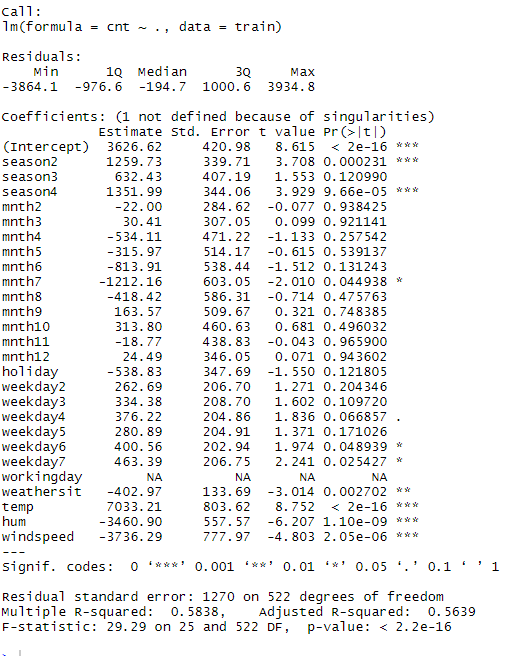 Call:
lm(formula = cnt ~ ., data = train)
Residuals:
Min 1Q Median 3Q Max
-3864.1 -976.6 -194.7 1000.6 3934.8
Coefficients: (1 not defined because of singularities)
Estimate Std. Error t value Pr(>|t|)
(Intercept) 3626.62 420.98 8.615 < 2e-16 ***
season2 1259.73 339.71 3.708 0.000231 ***
season3 632.43 407.19 1.553 0.120990
season4 1351.99 344.06 3.929 9.66e-05 ***
mnth2 -22.00 284.62 -0.077 0.938425
mnth3 30.41 307.05 0.099 0.921141
mnth4 -534.11 471.22 -1.133 0.257542
mnth5 -315.97 514.17 -0.615 0.539137
mnth6 -813.91 538.44 -1.512 0.131243
mnth7 -1212.16 603.05 -2.010 0.044938 *
mnth8 -418.42 586.31 -0.714 0.475763
mnth9 163.57 509.67 0.321 0.748385
mnth10 313.80 460.63 0.681 0.496032
mnth11 -18.77 438.83 -0.043 0.965900
mnth12 24.49 346.05 0.071 0.943602
holiday -538.83 347.69 -1.550 0.121805
weekday2 262.69 206.70 1.271 0.204346
weekday3 334.38 208.70 1.602 0.109720
weekday4 376.22 204.86 1.836 0.066857 .
weekday5 280.89 204.91 1.371 0.171026
weekday6 400.56 202.94 1.974 0.048939 *
weekday7 463.39 206.75 2.241 0.025427 *
workingday NA NA NA NA
weathersit -402.97 133.69 -3.014 0.002702 **
temp 7033.21 803.62 8.752 < 2e-16 ***
hum -3460.90 557.57 -6.207 1.10e-09 ***
windspeed -3736.29 777.97 -4.803 2.05e-06 ***
---
Signif. codes: 0 ‘***’ 0.001 ‘**’ 0.01 ‘*’ 0.05 ‘.’ 0.1 ‘ ’ 1
Residual standard error: 1270 on 522 degrees of freedom
Multiple R-squared: 0.5838, Adjusted R-squared: 0.5639
F-statistic: 29.29 on 25 and 522 DF, p-value: < 2.2e-16